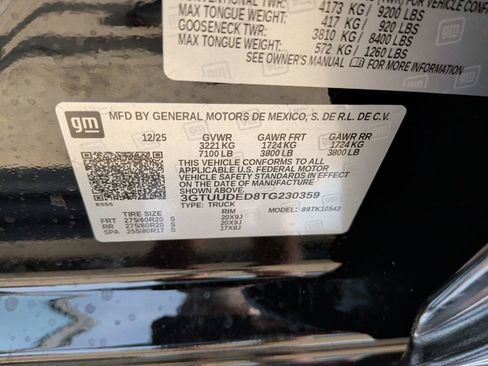 4173 KG / 9200 LBS
MAX TONGUE WEIGHT: 417 KG / 920 LBS
GOOSENECK TWR: 3810 KG / 8400 LBS
MAX TONGUE WEIGHT: 572 KG / 1260 LBS
SEE OWNER'S MANUAL FOR MORE INFORMATION
gm
MFD BY GENERAL MOTORS DE MEXICO, S. DE R.L. DE C.V.
12/25 GVWR GAWR FRT GAWR RR
3221 KG 1724 KG 1724 KG
7100 LB 3800 LB 3800 LB
THIS VEHICLE CONFORMS TO ALL
APPLICABLE U.S. FEDERAL MOTOR
VEHICLE SAFETY STANDARDS IN
EFFECT ON THE DATE OF MANUFACTURE
SHOWN ABOVE.
3GTUUDED8TG230359
TYPE: TRUCK MODEL: 89TK10543
TIRE SIZE RIM
FRT 275/60R20 S 20X9J
RR 275/60R20 S 20X9J
SPA 255/80R17 S 17X8J